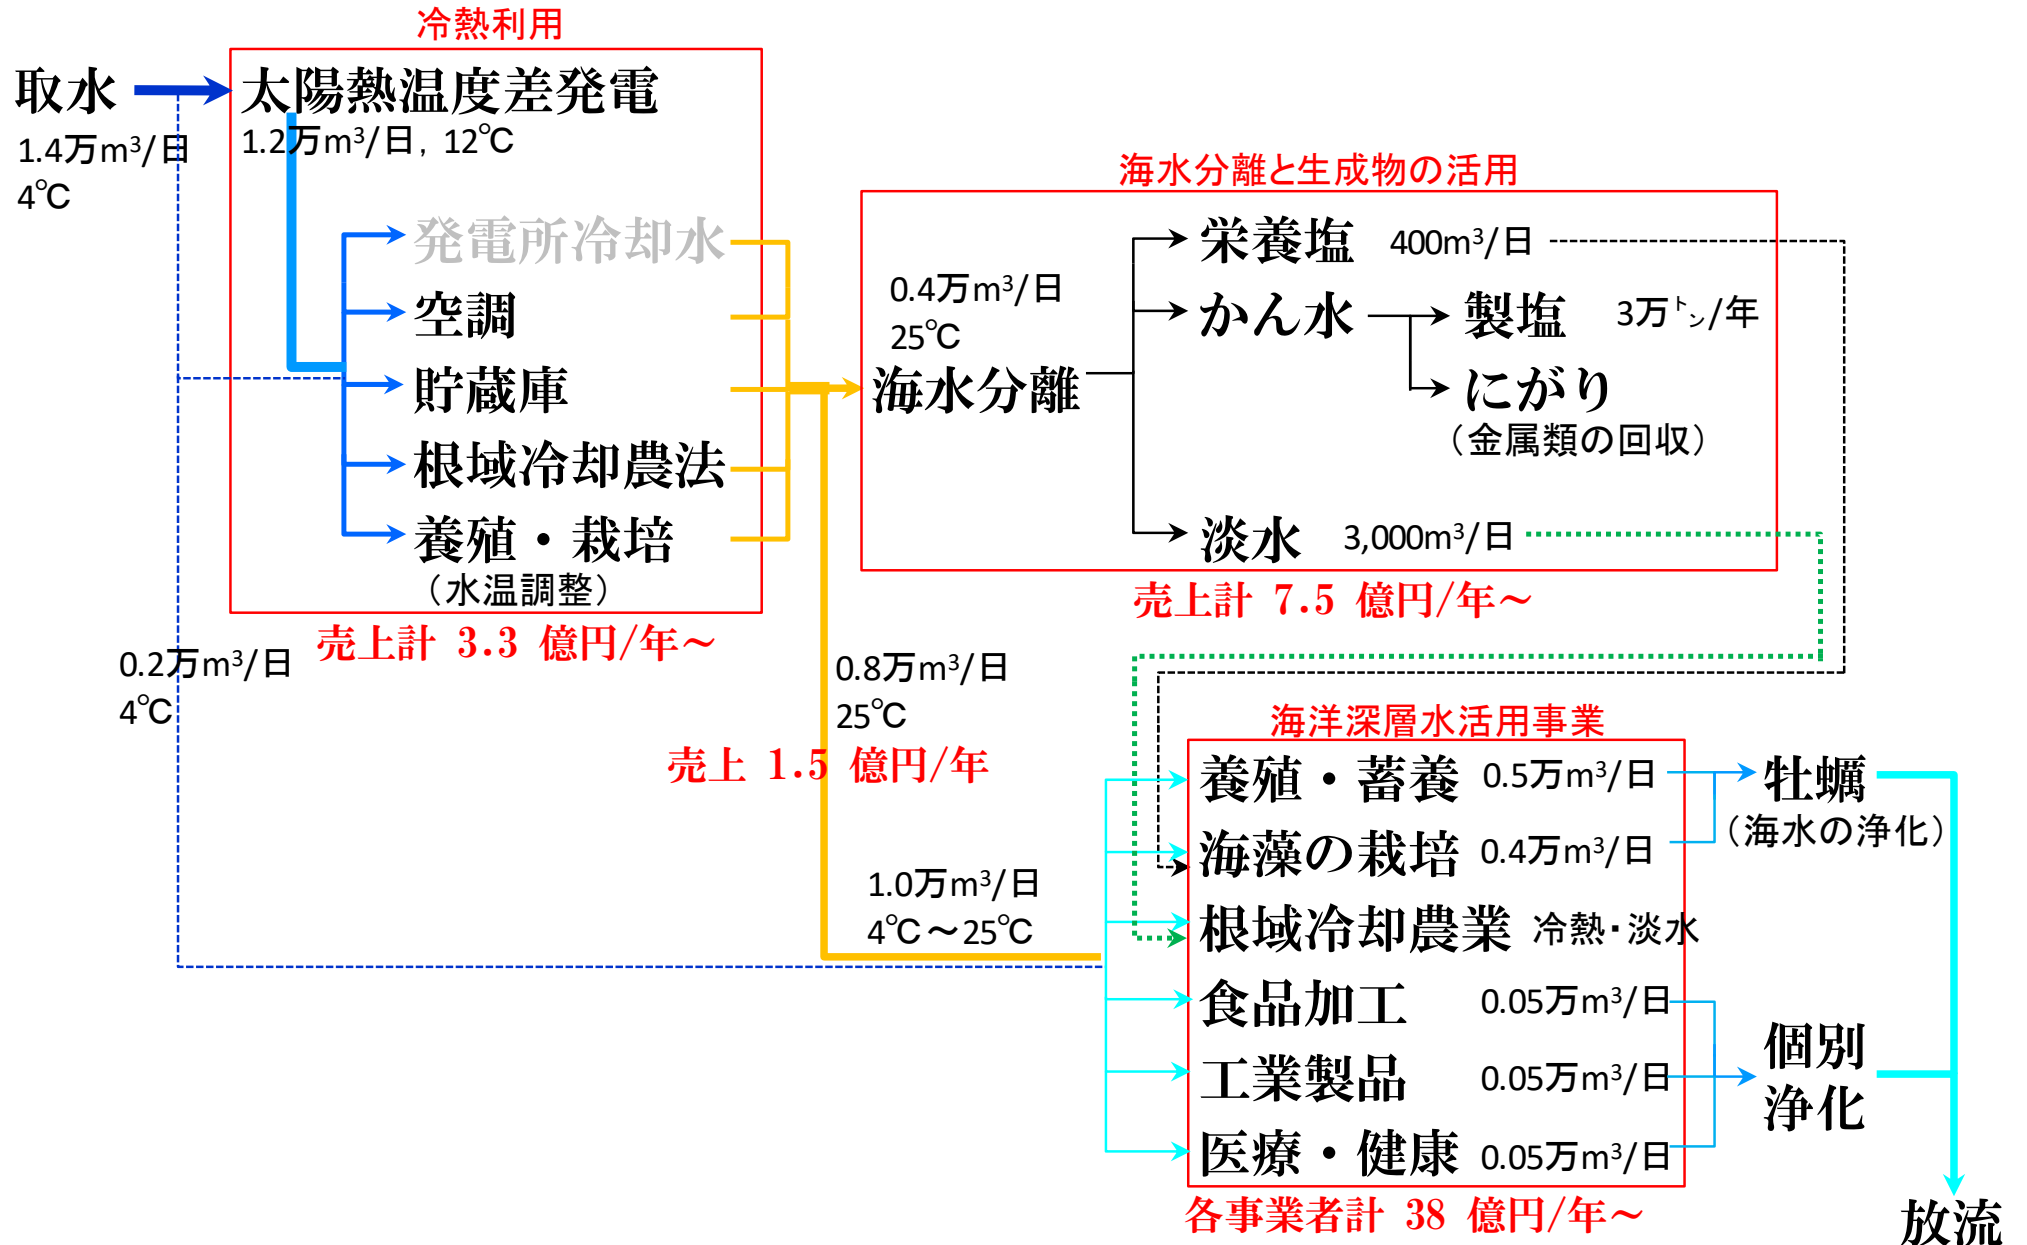 冷熱利用
取水
1.4万m³/日
4℃
太陽熱温度差発電
1.2万m³/日, 12℃
発電所冷却水
空調
貯蔵庫
根域冷却農法
養殖・栽培
（水温調整）
売上計 3.3 億円/年～
0.2万m³/日
4℃
海水分離と生成物の活用
0.4万m³/日
25℃
海水分離
栄養塩 400m³/日
かん水
製塩 3万㌧/年
にがり
（金属類の回収）
淡水 3,000m³/日
売上計 7.5 億円/年～
0.8万m³/日
25℃
売上 1.5 億円/年
1.0万m³/日
4℃～25℃
海洋深層水活用事業
養殖・蓄養 0.5万m³/日
海藻の栽培 0.4万m³/日
根域冷却農業 冷熱・淡水
食品加工 0.05万m³/日
工業製品 0.05万m³/日
医療・健康 0.05万m³/日
各事業者計 38 億円/年～
牡蠣
（海水の浄化）
個別
浄化
放流